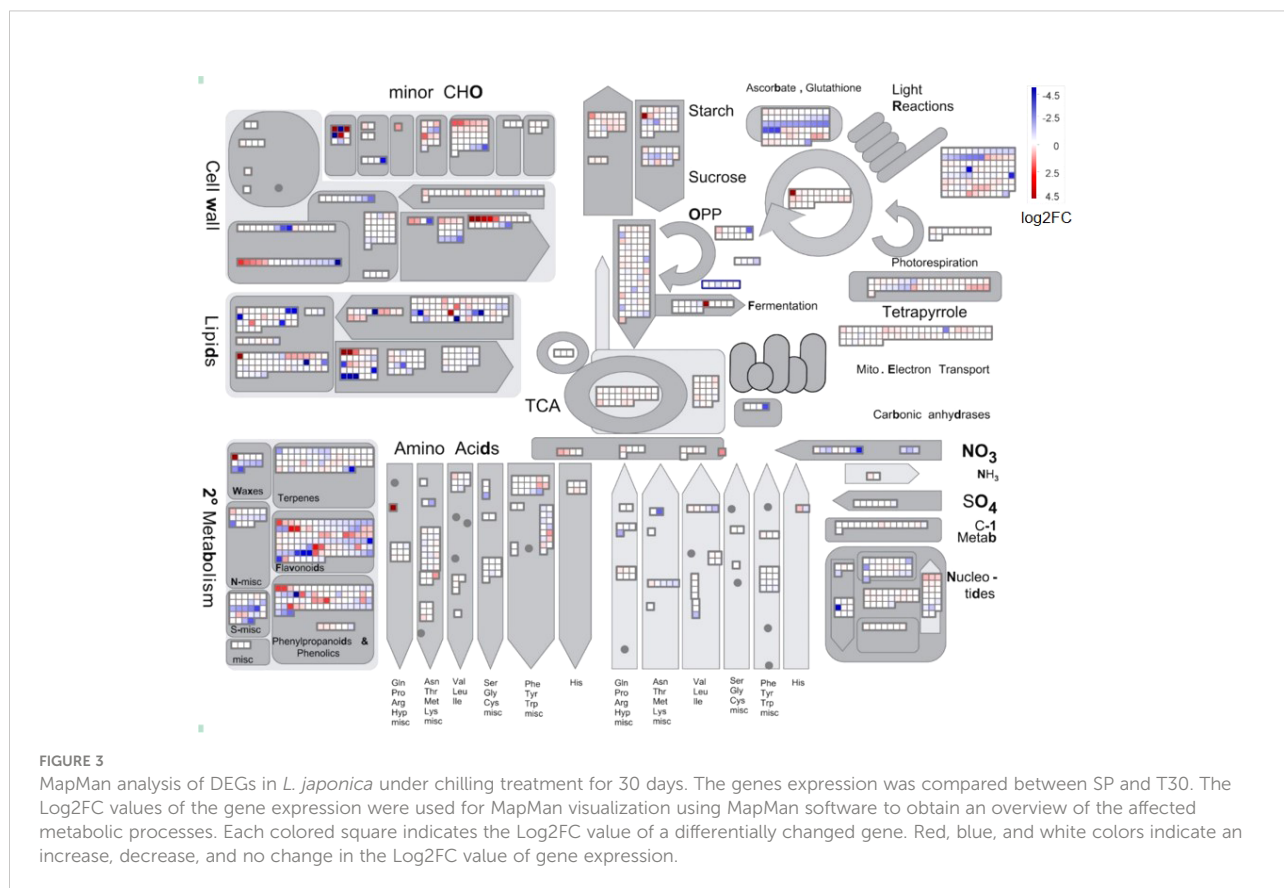 minor CHO
Cell wall
Lipids
2° Metabolism
Starch
Sucrose
OPP
Ascorbate , Glutathione
Light
Reactions
-4.5
-2.5
0
2.5
4.5
log2FC
Photorespiration
Fermentation
Tetrapyrrole
Mito . Electron Transport
TCA
Carbonic anhydrases
Amino Acids
NO3
NH3
SO4
C-1
Metab
Nucleo -
tides
Waxes
Terpenes
Flavonoids
N-misc
S-misc
Phenylpropanoids &
Phenolics
misc
Gln
Pro
Arg
Hyp
misc
Asn
Thr
Met
Lys
misc
Val
Leu
Ile
Ser
Gly
Cys
misc
Phe
Tyr
Trp
misc
His
Gln
Pro
Arg
Hyp
misc
Asn
Thr
Met
Lys
misc
Val
Leu
Ile
Ser
Gly
Cys
misc
Phe
Tyr
Trp
misc
His
FIGURE 3
MapMan analysis of DEGs in L. japonica under chilling treatment for 30 days. The genes expression was compared between SP and T30. The
Log2FC values of the gene expression were used for MapMan visualization using MapMan software to obtain an overview of the affected
metabolic processes. Each colored square indicates the Log2FC value of a differentially changed gene. Red, blue, and white colors indicate an
increase, decrease, and no change in the Log2FC value of gene expression.